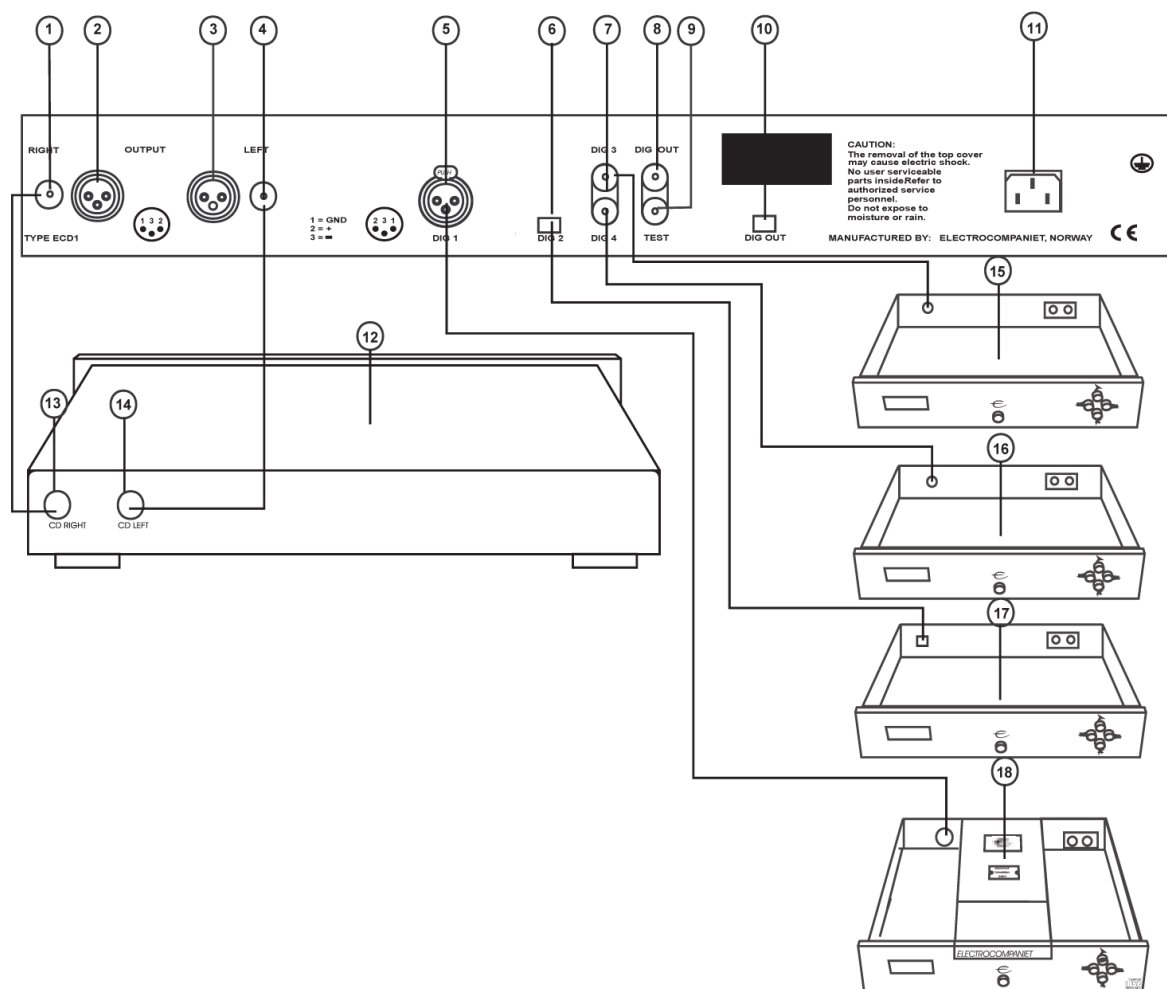 1 2 3 4 5 6 7 8 9 10 11
RIGHT OUTPUT LEFT DIG 3 DIG OUT
PUSH
CAUTION:
The removal of the top cover
may cause electric shock.
No user serviceable
parts inside.Refer to
authorized service
personnel.
Do not expose to
moisture or rain.
1 3 2
1 = GND
2 = +
3 = -
2 3 1
TYPE ECD1 DIG 1 DIG 2 DIG 4 TEST DIG OUT MANUFACTURED BY: ELECTROCOMPANIET, NORWAY CE
15
12
13 14
CD RIGHT CD LEFT
16
17
18
ELECTROCOMPANIET